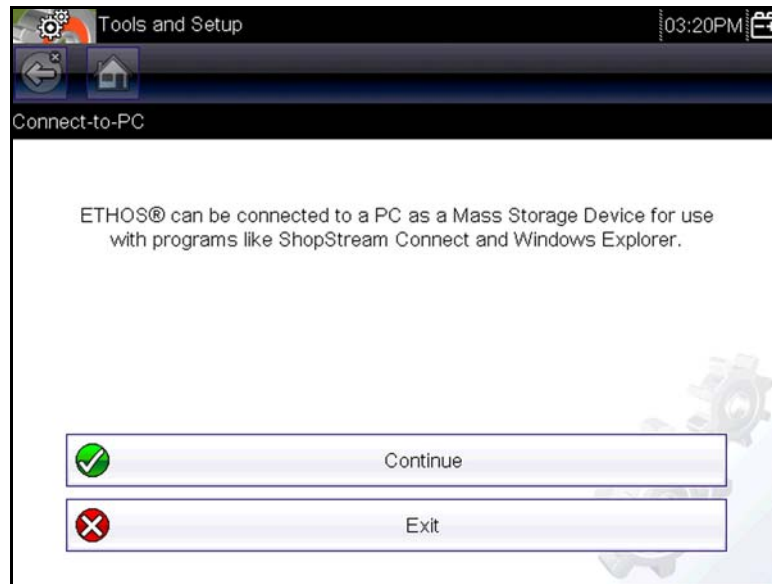 Tools and Setup
03:20PM
Connect-to-PC
ETHOS® can be connected to a PC as a Mass Storage Device for use
with programs like ShopStream Connect and Windows Explorer.
Continue
Exit